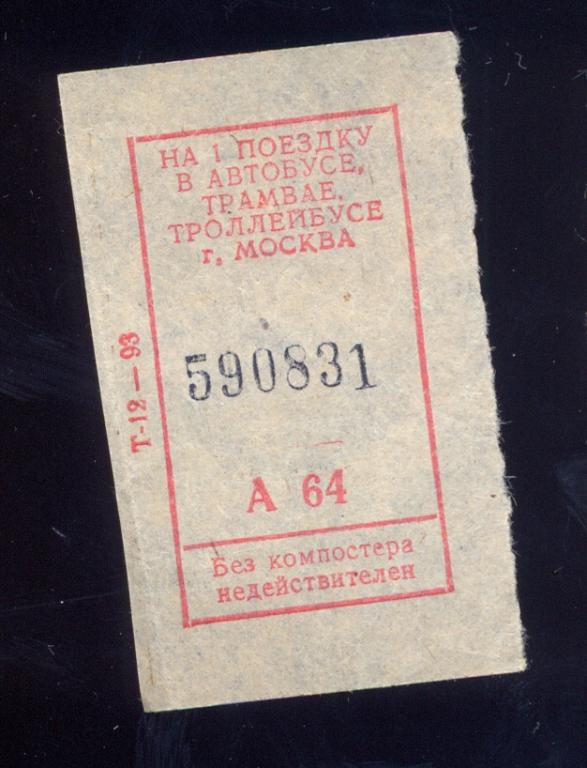 НА 1 ПОЕЗДКУ
В АВТОБУСЕ,
ТРАМВАЕ,
ТРОЛЛЕЙБУСЕ
г. МОСКВА
590831
Т-12—93
А 64
Без компостера
недействителен